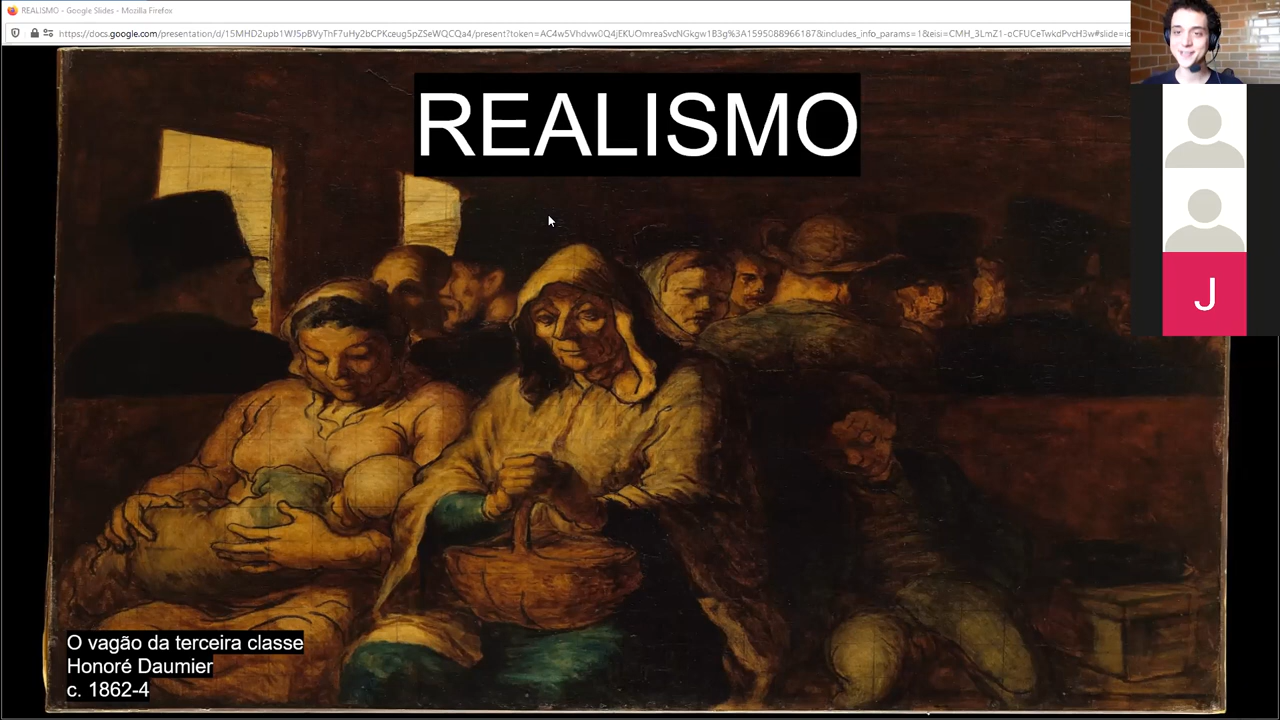 REALISMO - Google Slides - Mozilla Firefox
REALISMO
J
O vagão da terceira classe
Honoré Daumier
c. 1862-4